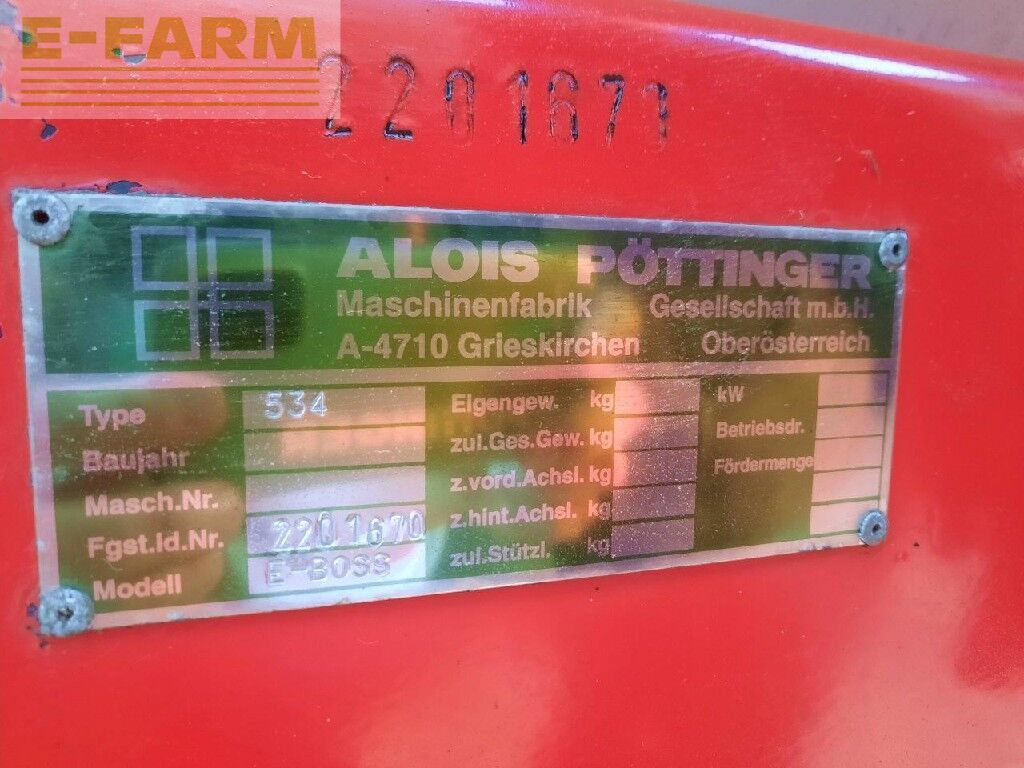 E-FARM
2201671
ALOIS PÖTTINGER
Maschinenfabrik Gesellschaft m.b.H.
A-4710 Grieskirchen Oberösterreich
Type 534 Eigangew. kg kW
Baujahr zul.Ges.Gew. kg Betriebsdr.
Masch.Nr. z.vord.Achsl. kg Fördermenge
Fgst.Id.Nr. 2201670 z.hint.Achsl. kg
Modell E-BOSS zul.Stützl. kg